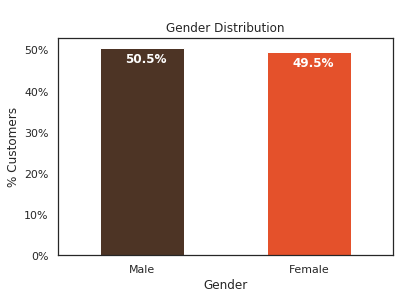 Gender Distribution
50%
40%
30%
20%
10%
0%
% Customers
50.5%
49.5%
Male
Female
Gender